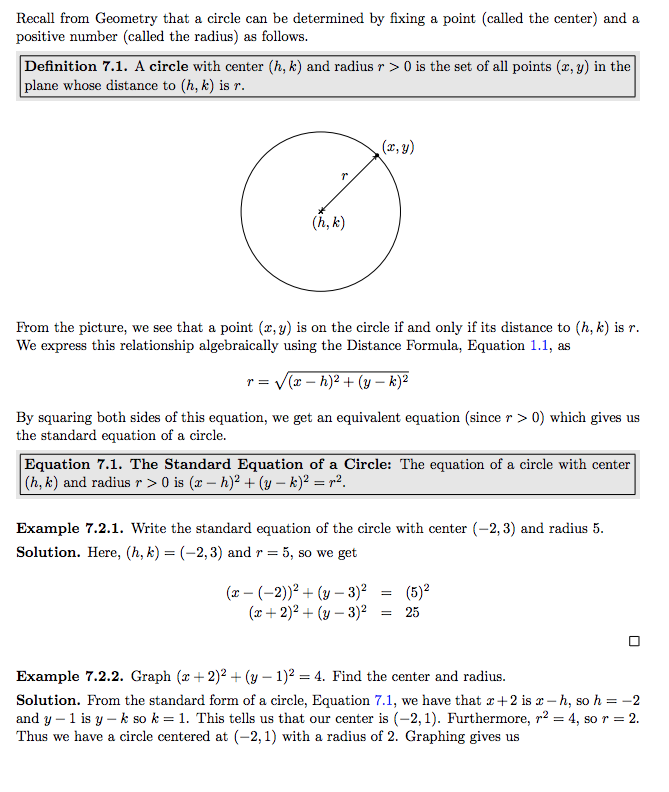 Recall from Geometry that a circle can be determined by fixing a point (called the center) and a
positive number (called the radius) as follows.
Definition 7.1. A circle with center (h, k) and radius r > 0 is the set of all points (x, y) in the
plane whose distance to (h, k) is r.
(x, y)
r
(h, k)
From the picture, we see that a point (x, y) is on the circle if and only if its distance to (h, k) is r.
We express this relationship algebraically using the Distance Formula, Equation 1.1, as
r = √(x − h)² + (y − k)²
By squaring both sides of this equation, we get an equivalent equation (since r > 0) which gives us
the standard equation of a circle.
Equation 7.1. The Standard Equation of a Circle: The equation of a circle with center
(h, k) and radius r > 0 is (x − h)² + (y − k)² = r².
Example 7.2.1. Write the standard equation of the circle with center (−2, 3) and radius 5.
Solution. Here, (h, k) = (−2, 3) and r = 5, so we get
(x − (−2))² + (y − 3)² = (5)²
(x + 2)² + (y − 3)² = 25
Example 7.2.2. Graph (x + 2)² + (y − 1)² = 4. Find the center and radius.
Solution. From the standard form of a circle, Equation 7.1, we have that x + 2 is x − h, so h = −2
and y − 1 is y − k so k = 1. This tells us that our center is (−2, 1). Furthermore, r² = 4, so r = 2.
Thus we have a circle centered at (−2, 1) with a radius of 2. Graphing gives us